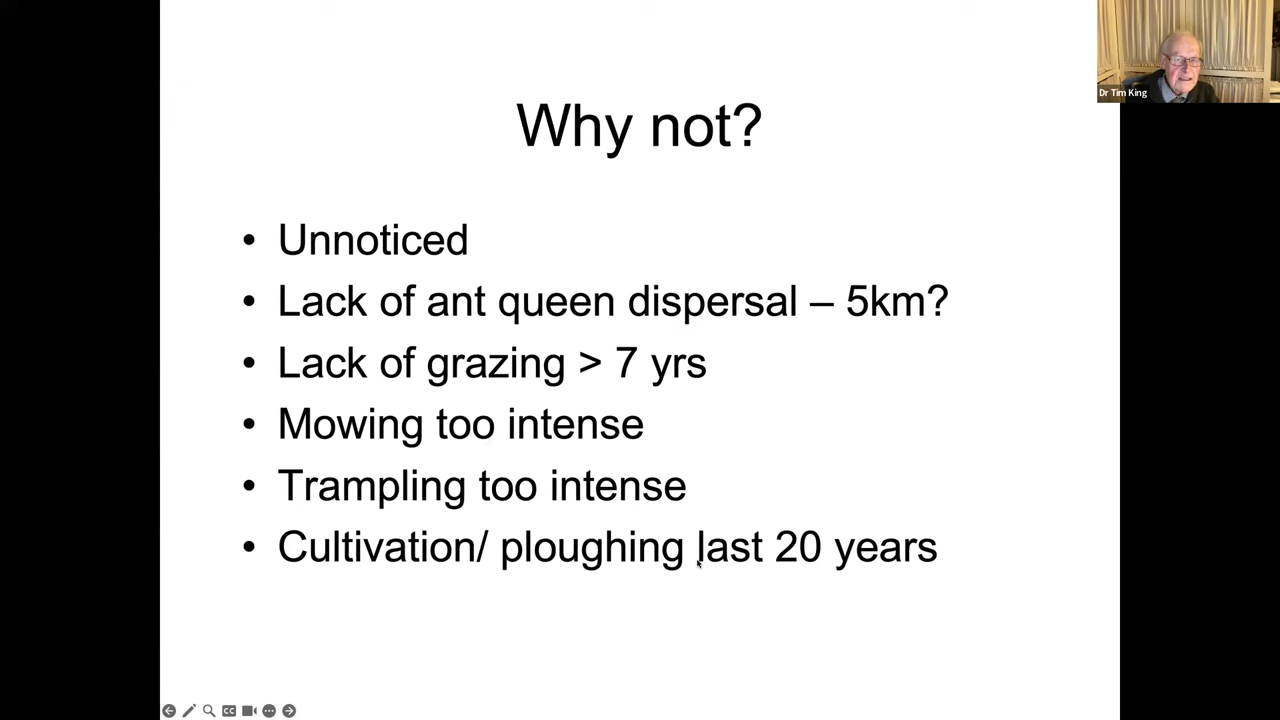 Dr Tim King
Why not?
• Unnoticed
• Lack of ant queen dispersal – 5km?
• Lack of grazing > 7 yrs
• Mowing too intense
• Trampling too intense
• Cultivation/ ploughing last 20 years
CC